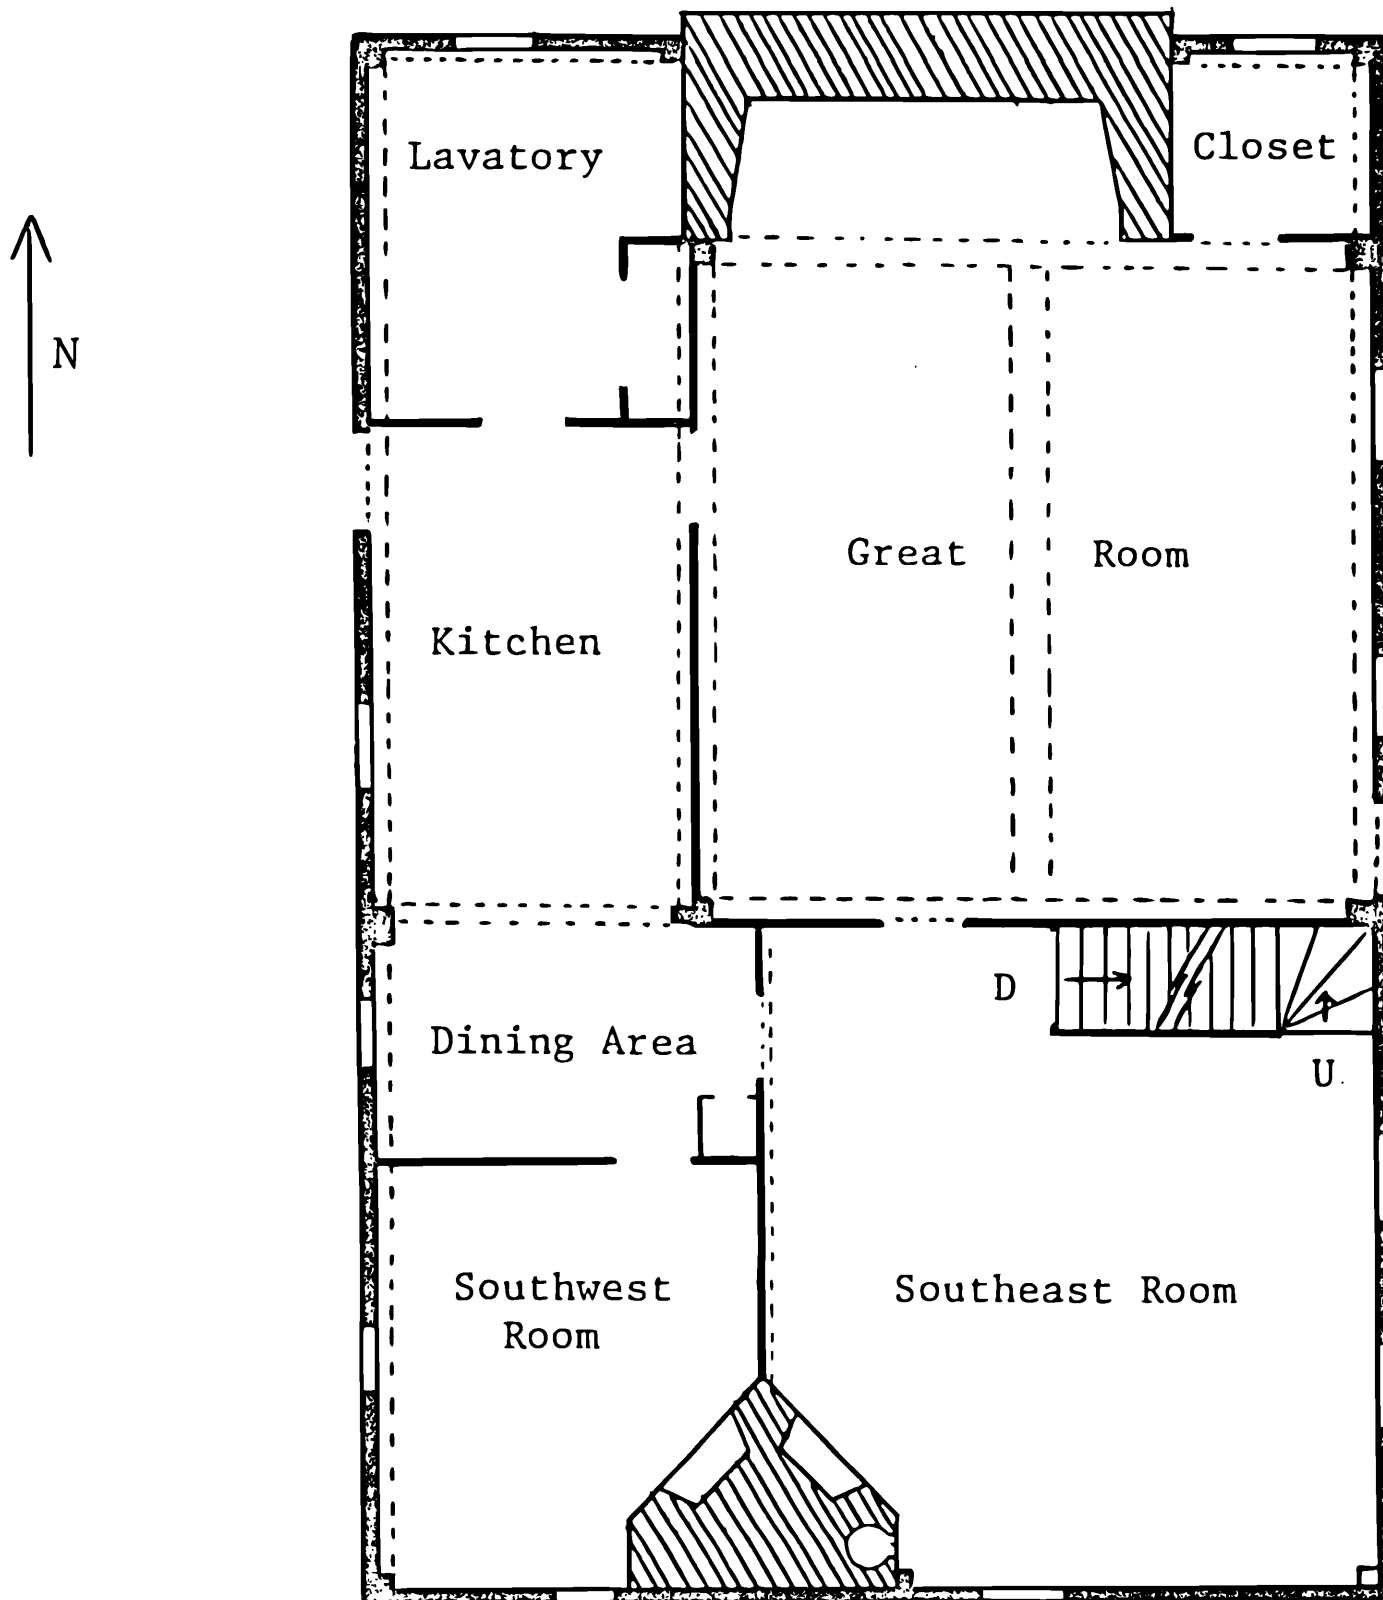 Lavatory
Closet
N
Great Room
Kitchen
D
Dining Area
U
Southwest
Room
Southeast Room